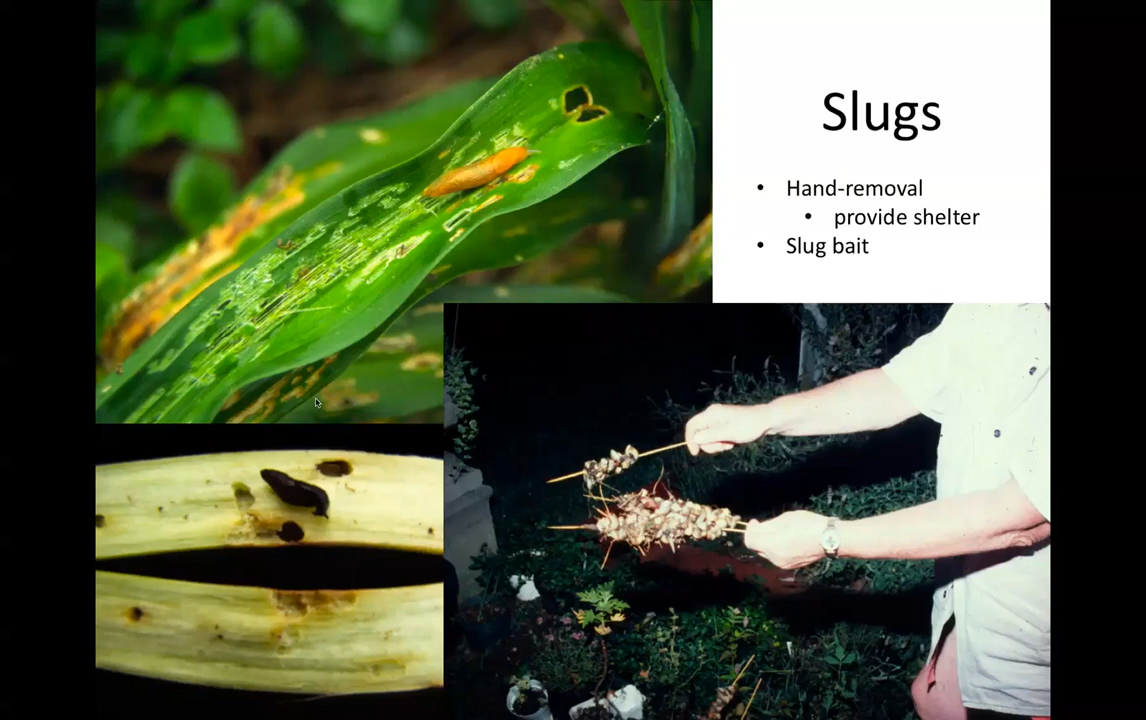 Slugs
• Hand-removal
• provide shelter
• Slug bait